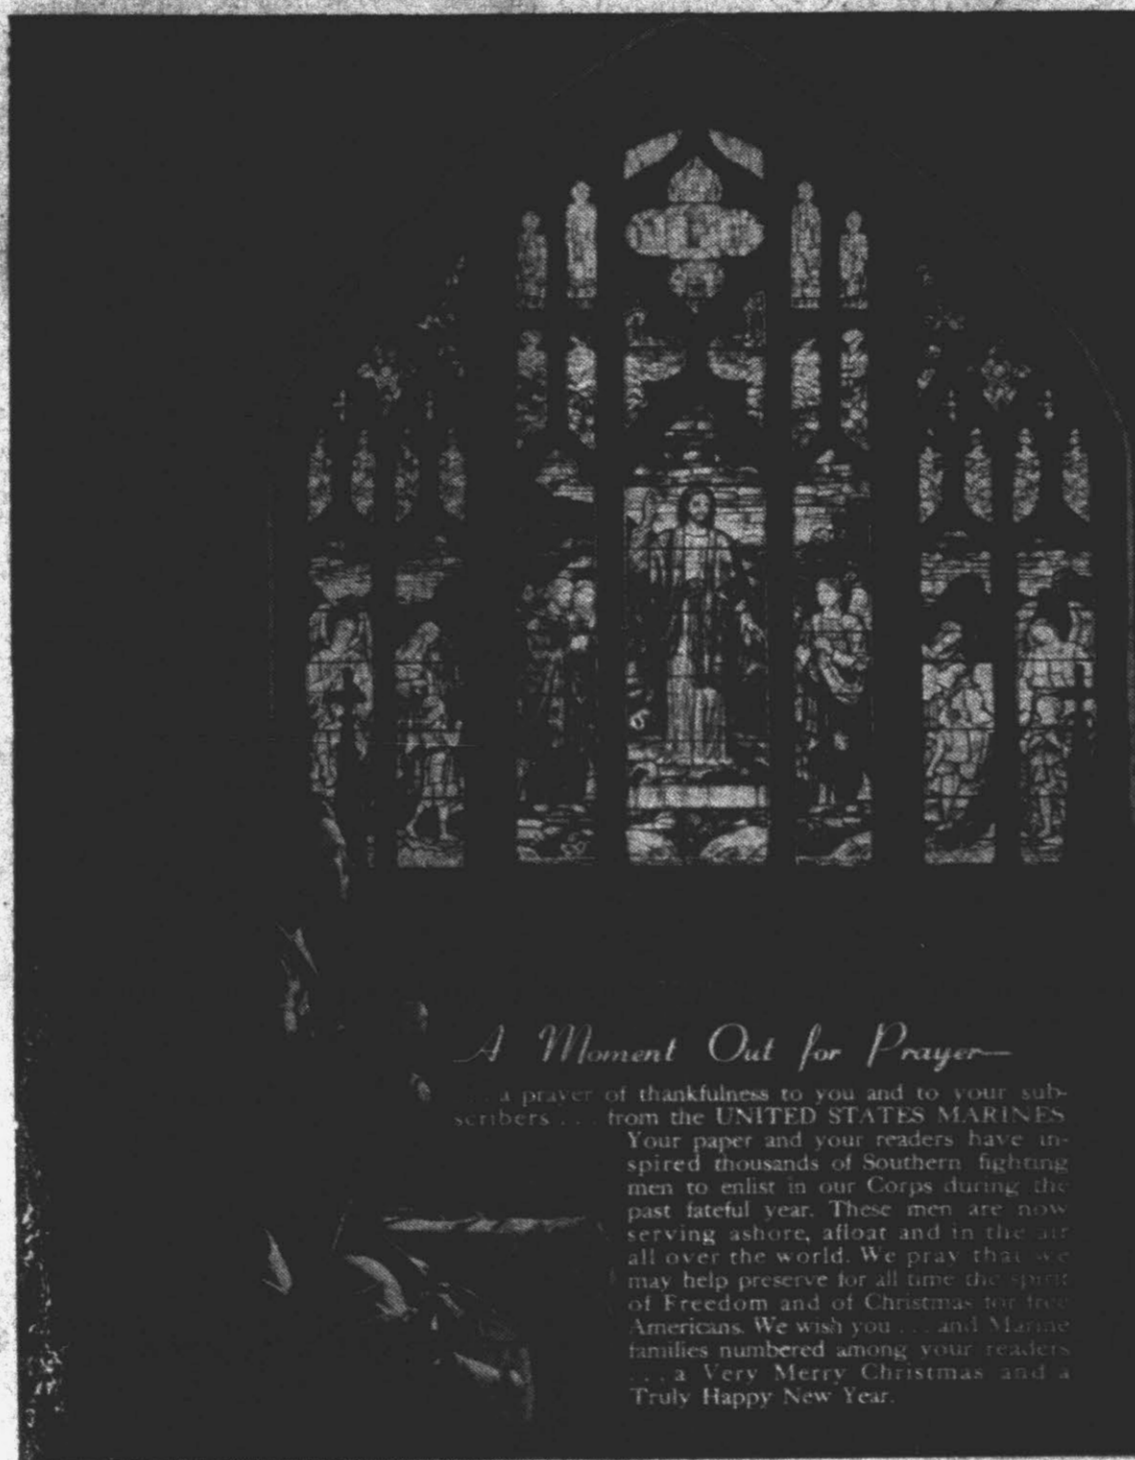 A Moment Out for Prayer—
. . . a prayer of thankfulness to you and to your sub-
scribers . . . from the UNITED STATES MARINES
Your paper and your readers have in-
spired thousands of Southern fighting
men to enlist in our Corps during the
past fateful year. These men are now
serving ashore, afloat and in the air
all over the world. We pray that we
may help preserve for all time the spirit
of Freedom and of Christmas for free
Americans. We wish you . . . and Marine
families numbered among your readers
. . . a Very Merry Christmas and a
Truly Happy New Year.